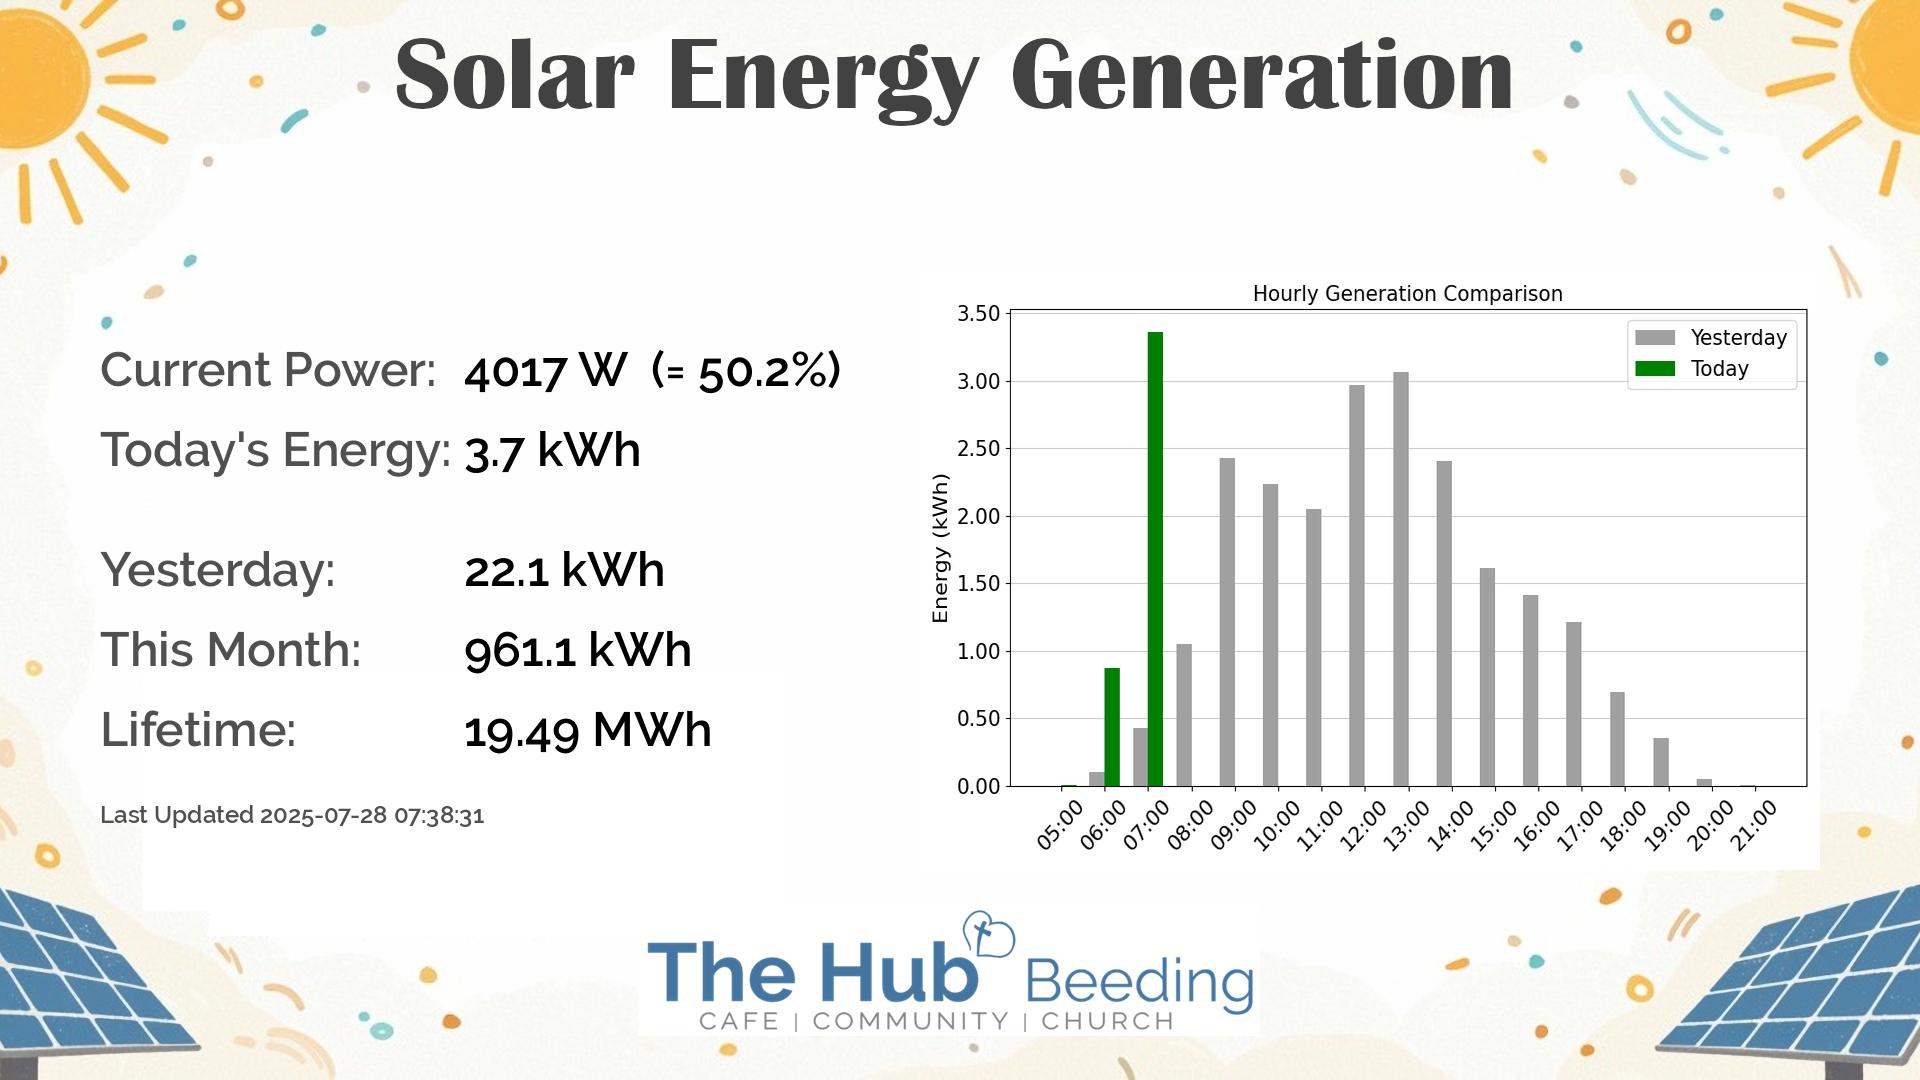 Solar Energy Generation
Current Power: 4017 W (= 50.2%)
Today's Energy: 3.7 kWh
Yesterday: 22.1 kWh
This Month: 961.1 kWh
Lifetime: 19.49 MWh
Last Updated 2025-07-28 07:38:31
Hourly Generation Comparison
Yesterday
Today
Energy (kWh)
3.50
3.00
2.50
2.00
1.50
1.00
0.50
0.00
05:00 06:00 07:00 08:00 09:00 10:00 11:00 12:00 13:00 14:00 15:00 16:00 17:00 18:00 19:00 20:00 21:00
The Hub Beeding
CAFE | COMMUNITY | CHURCH